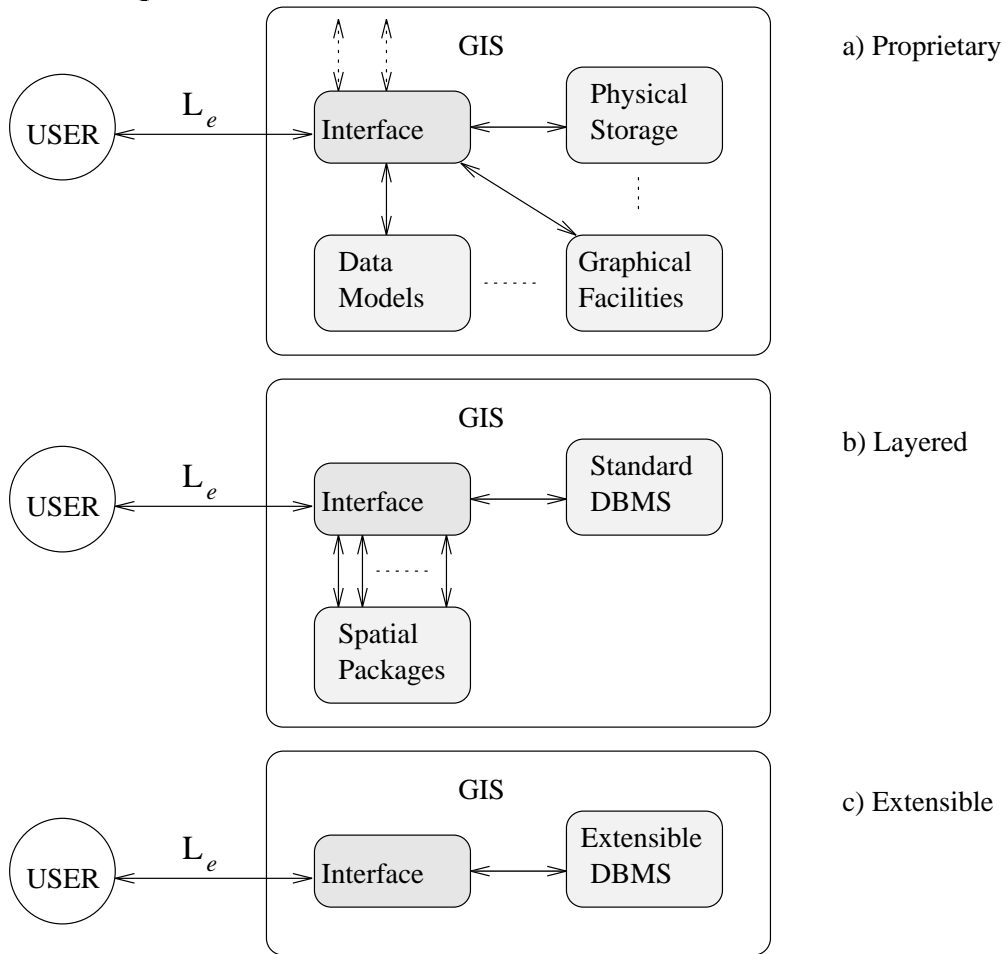 GIS
a) Proprietary
USER
L e
Interface
Physical
Storage
Data
Models
Graphical
Facilities
GIS
b) Layered
USER
L e
Interface
Standard
DBMS
Spatial
Packages
GIS
c) Extensible
USER
L e
Interface
Extensible
DBMS